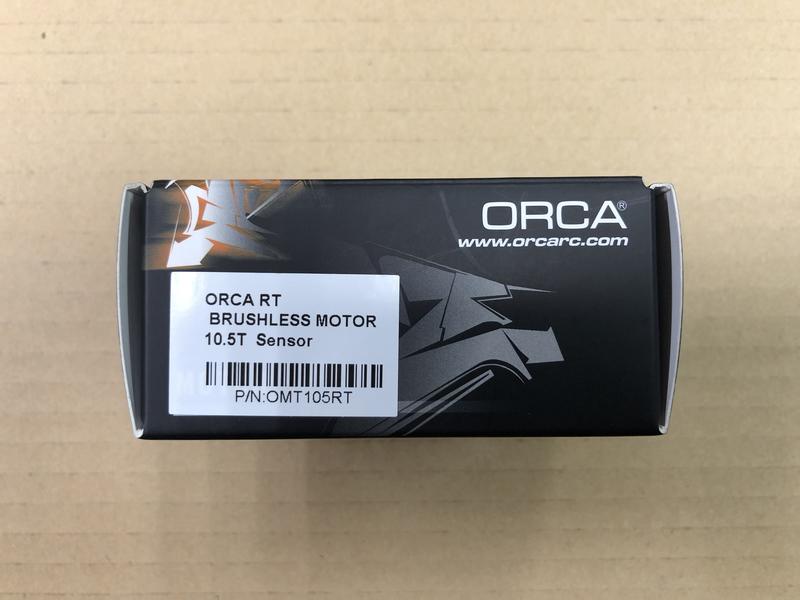 ORCA®
www.orcarc.com
ORCA RT
BRUSHLESS MOTOR
10.5T Sensor
P/N:OMT105RT